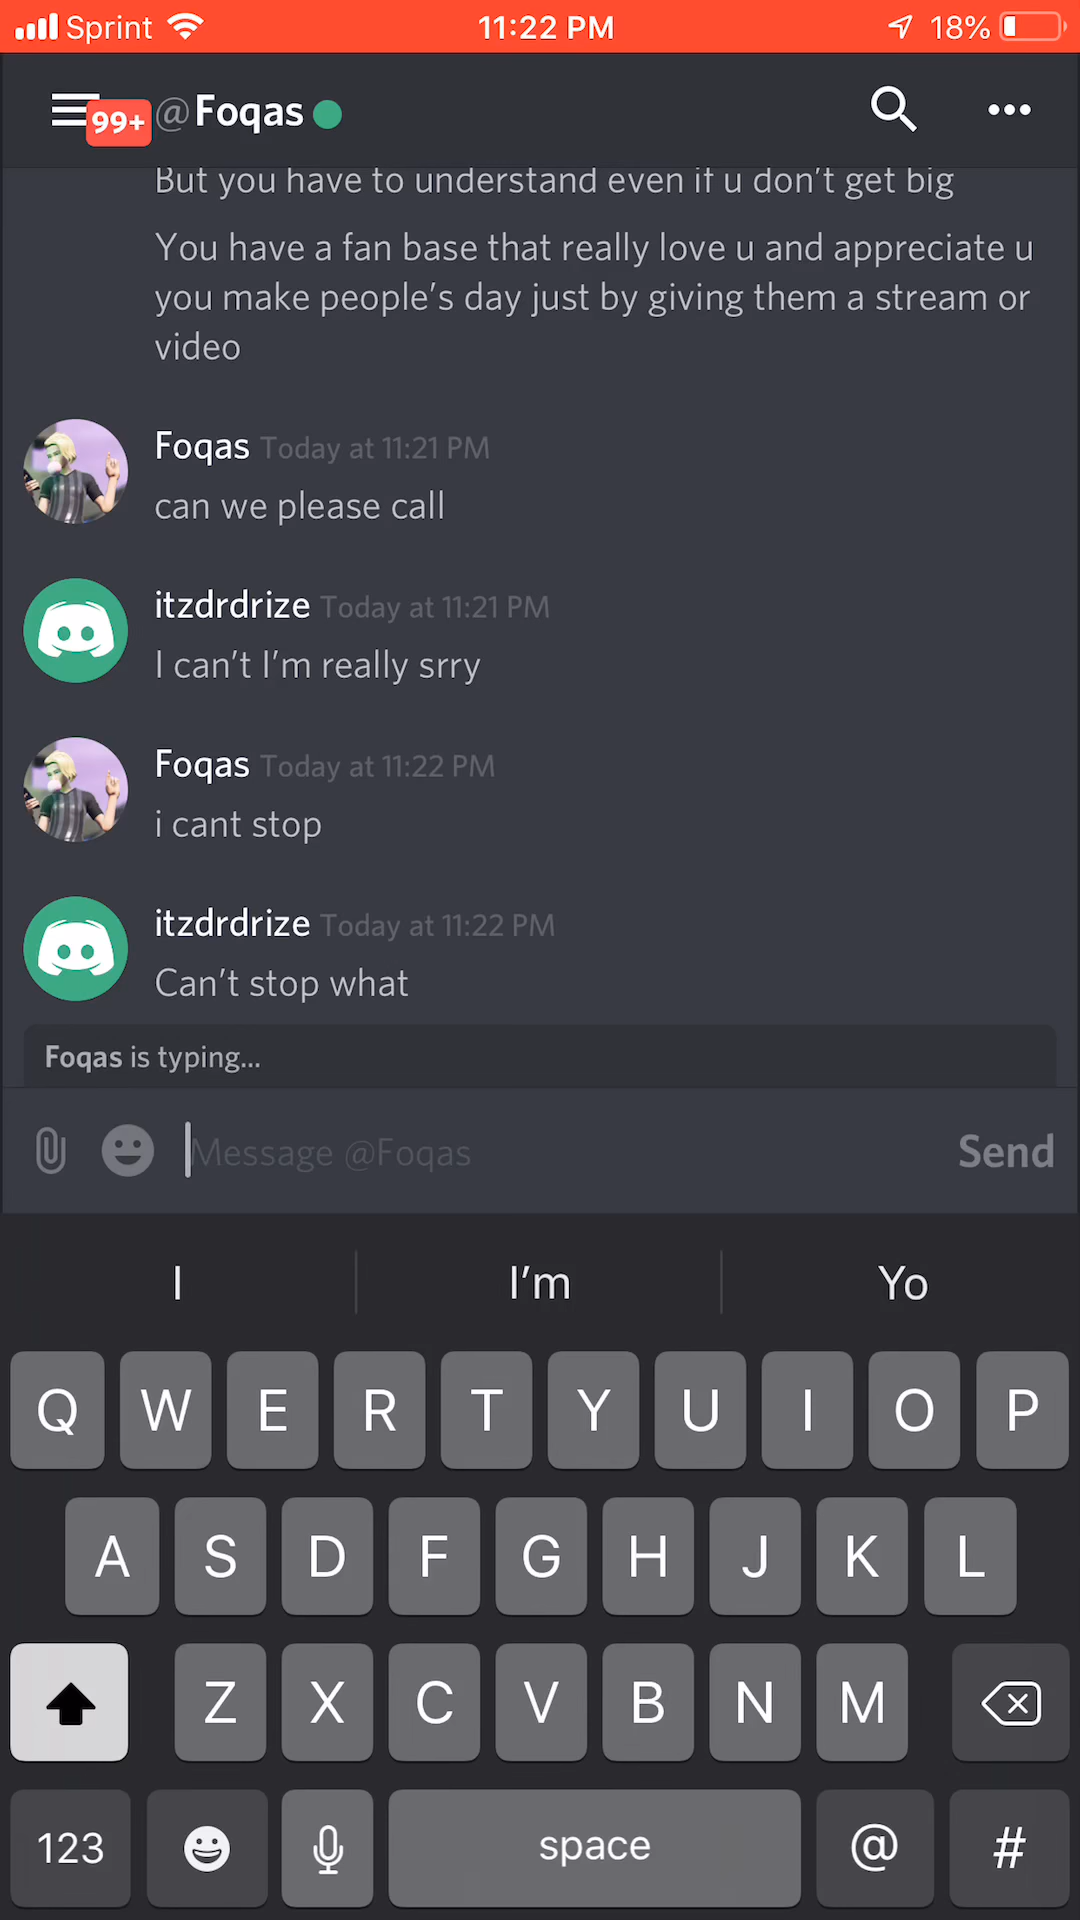 Sprint 11:22 PM 18%
99+ @ Foqas
But you have to understand even if u don't get big
You have a fan base that really love u and appreciate u
you make people's day just by giving them a stream or
video
Foqas Today at 11:21 PM
can we please call
itzdrdrize Today at 11:21 PM
I can't I'm really srry
Foqas Today at 11:22 PM
i cant stop
itzdrdrize Today at 11:22 PM
Can't stop what
Foqas is typing...
Message @Foqas Send
I I'm Yo
Q W E R T Y U I O P
A S D F G H J K L
Z X C V B N M
123 space @ #